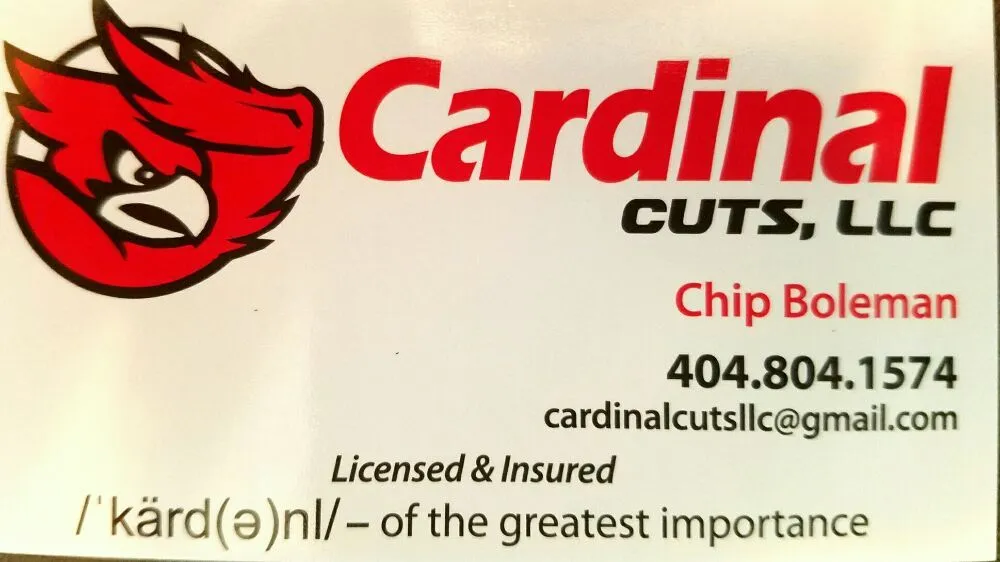 Cardinal
CUTS, LLC
Chip Boleman
404.804.1574
cardinalcutsllc@gmail.com
Licensed & Insured
/ˈkärd(ə)nl/ – of the greatest importance